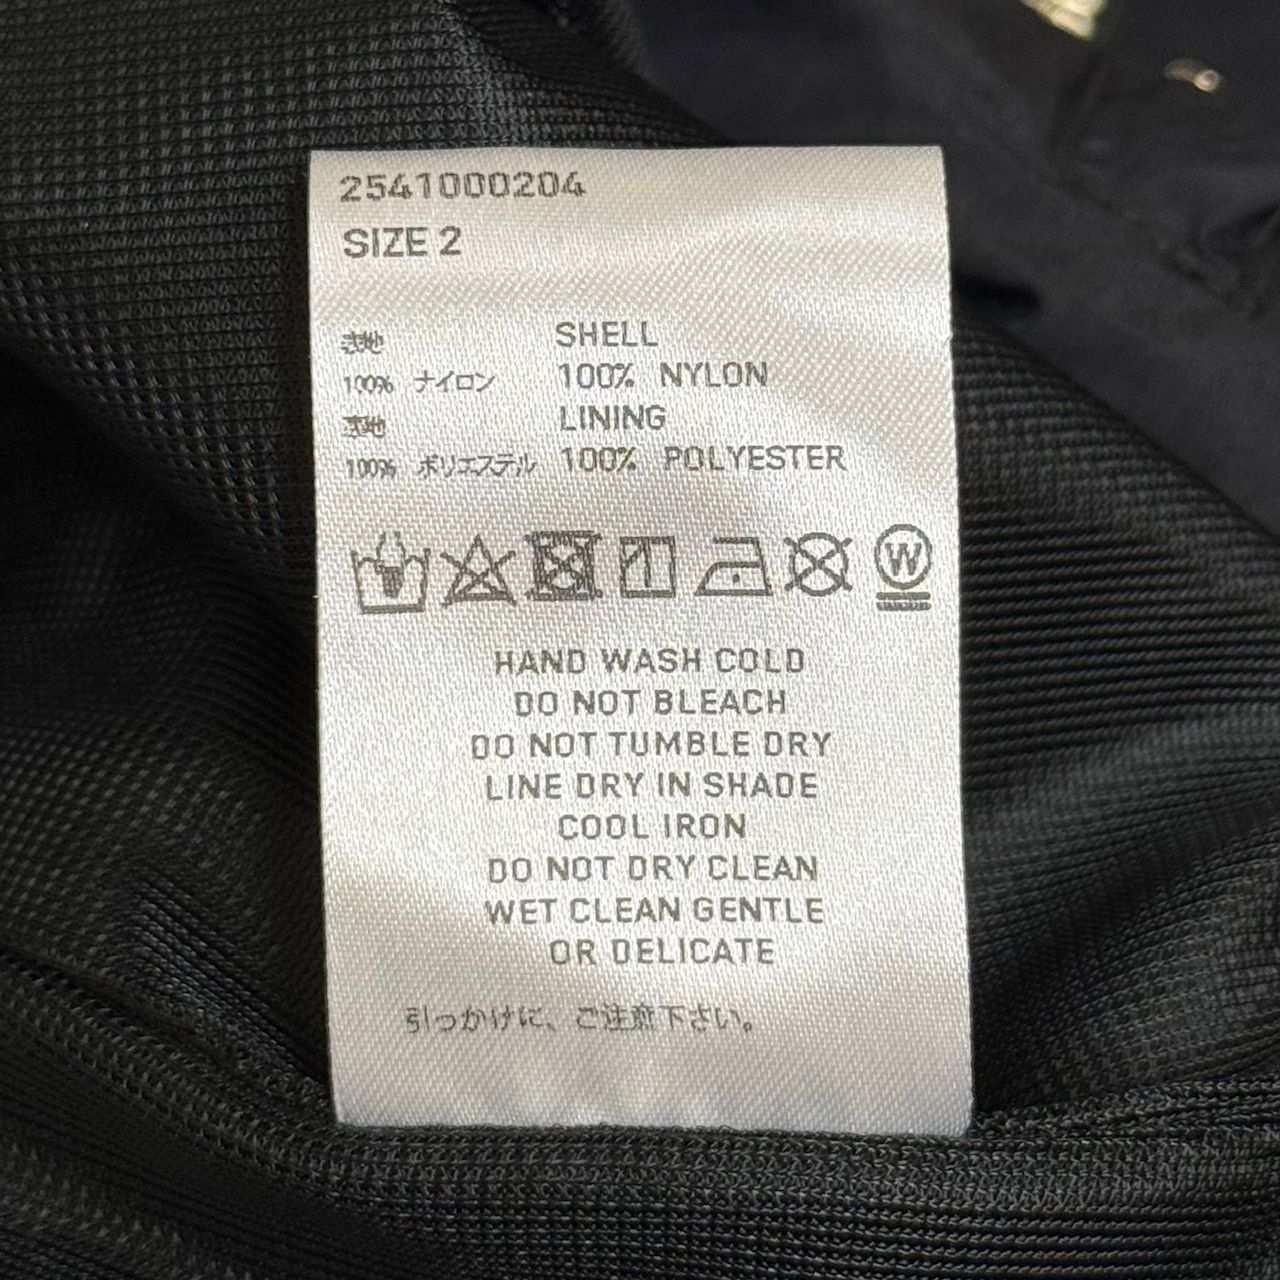 2541000204
SIZE 2
表地 SHELL
100% ナイロン 100% NYLON
裏地 LINING
100% ポリエステル 100% POLYESTER
W
HAND WASH COLD
DO NOT BLEACH
DO NOT TUMBLE DRY
LINE DRY IN SHADE
COOL IRON
DO NOT DRY CLEAN
WET CLEAN GENTLE
OR DELICATE
引っかけに、ご注意下さい。